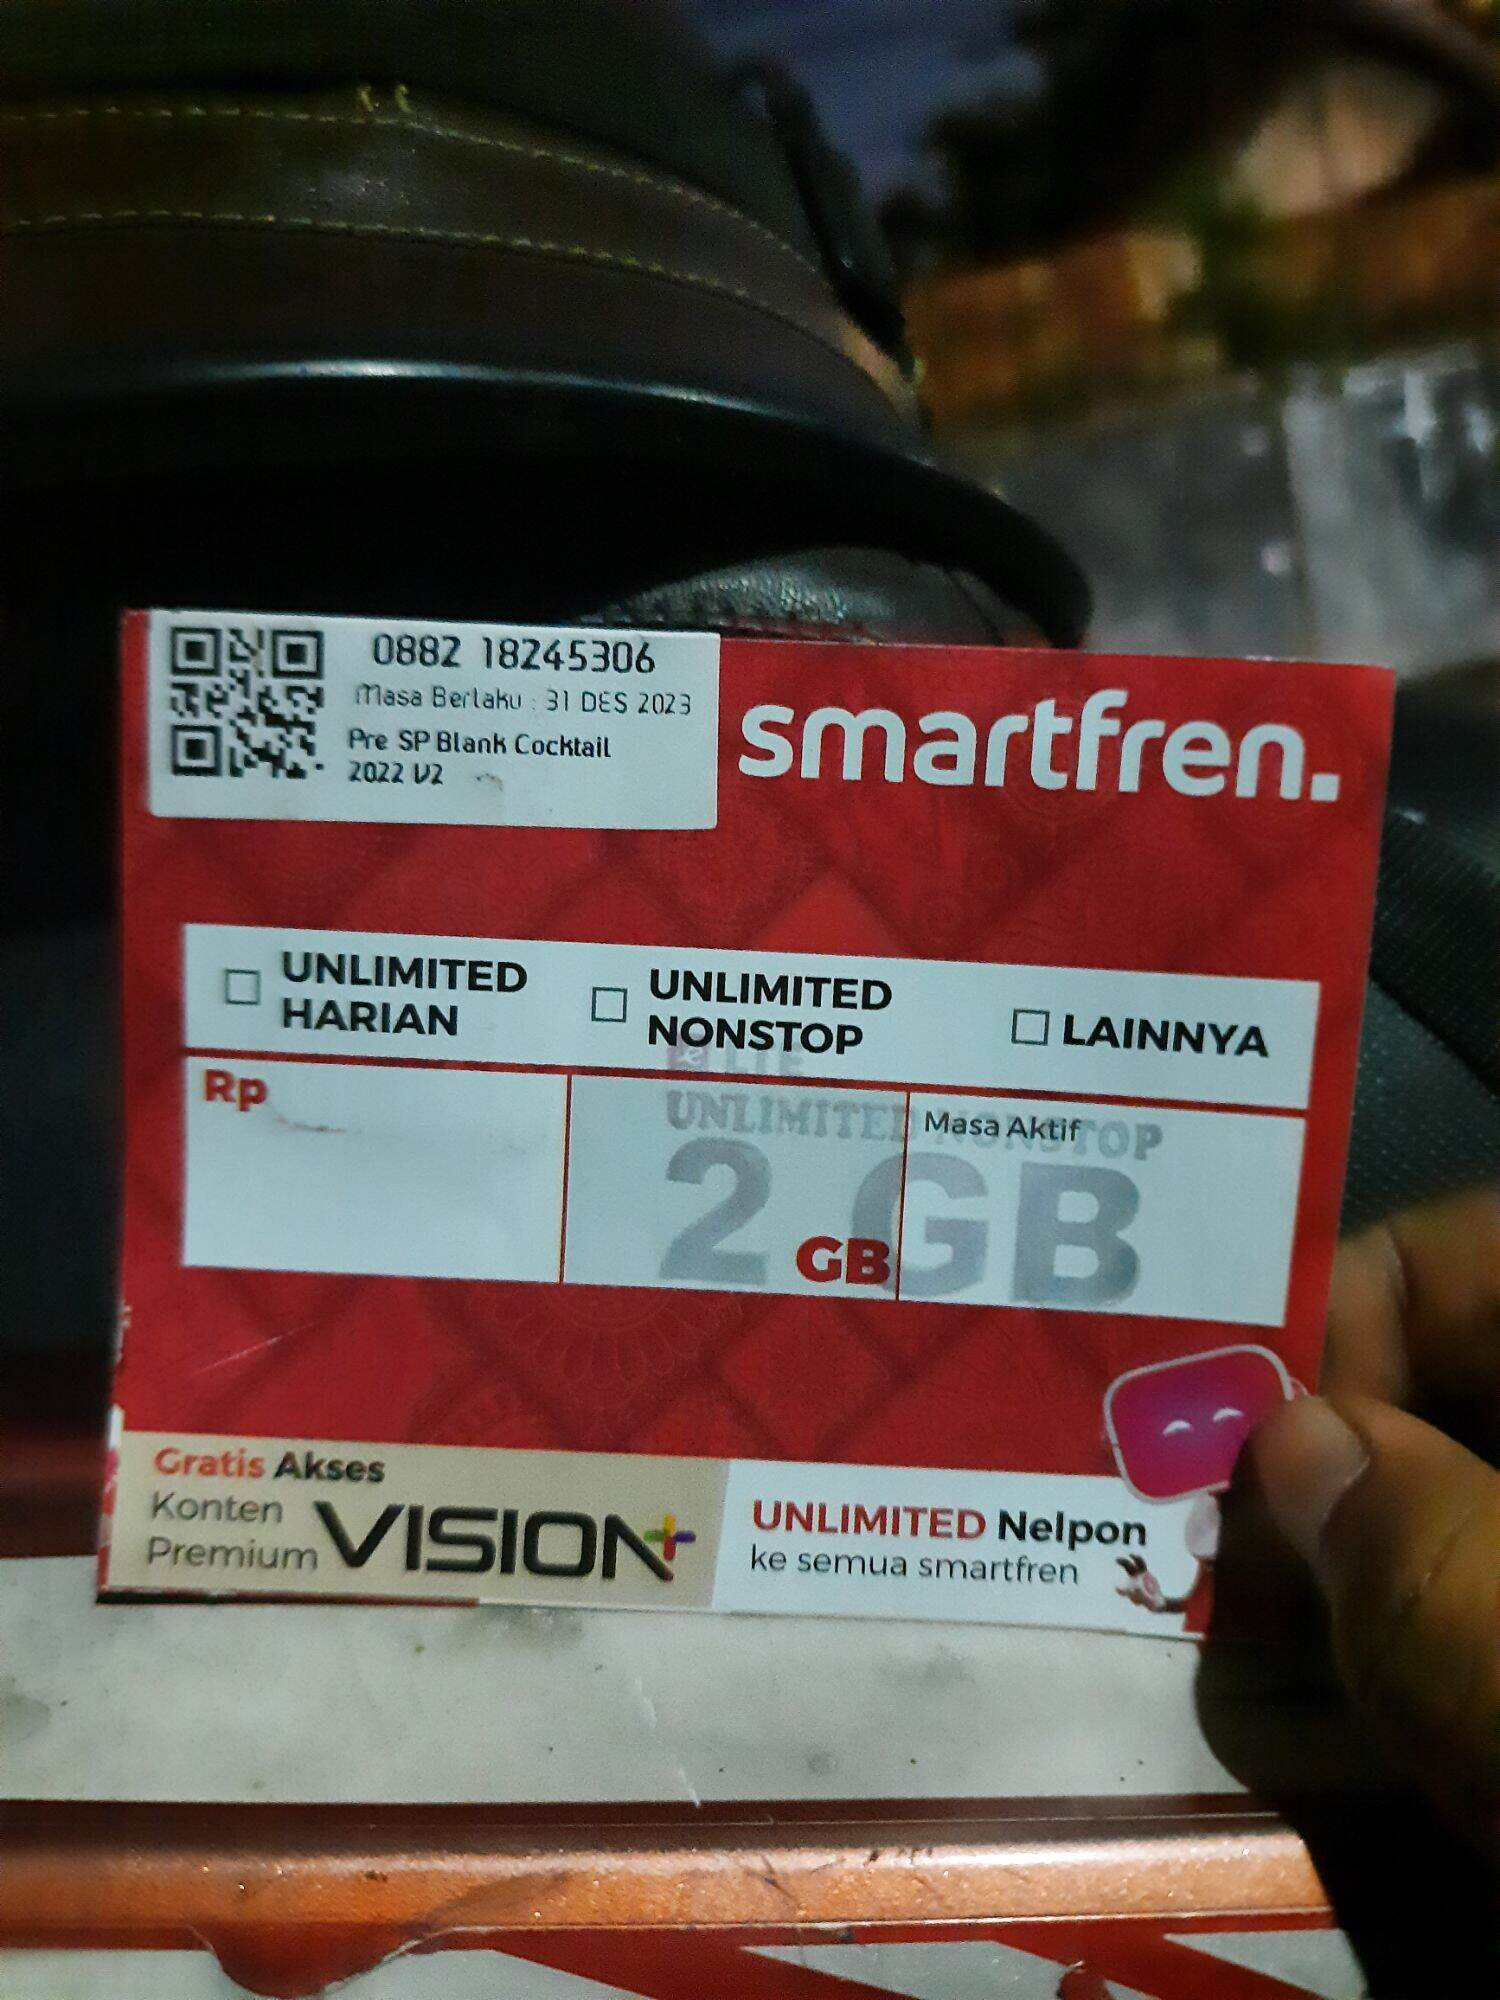 0882 18245306
Masa Berlaku : 31 DES 2023
Pre SP Blank Cocktail
2022 V2
smartfren.
UNLIMITED
HARIAN
UNLIMITED
NONSTOP
LAINNYA
LTE
UNLIMITED NONSTOP
2 GB
Rp
GB
Masa Aktif
Gratis Akses
Konten
Premium
VISION+
UNLIMITED Nelpon
ke semua smartfren